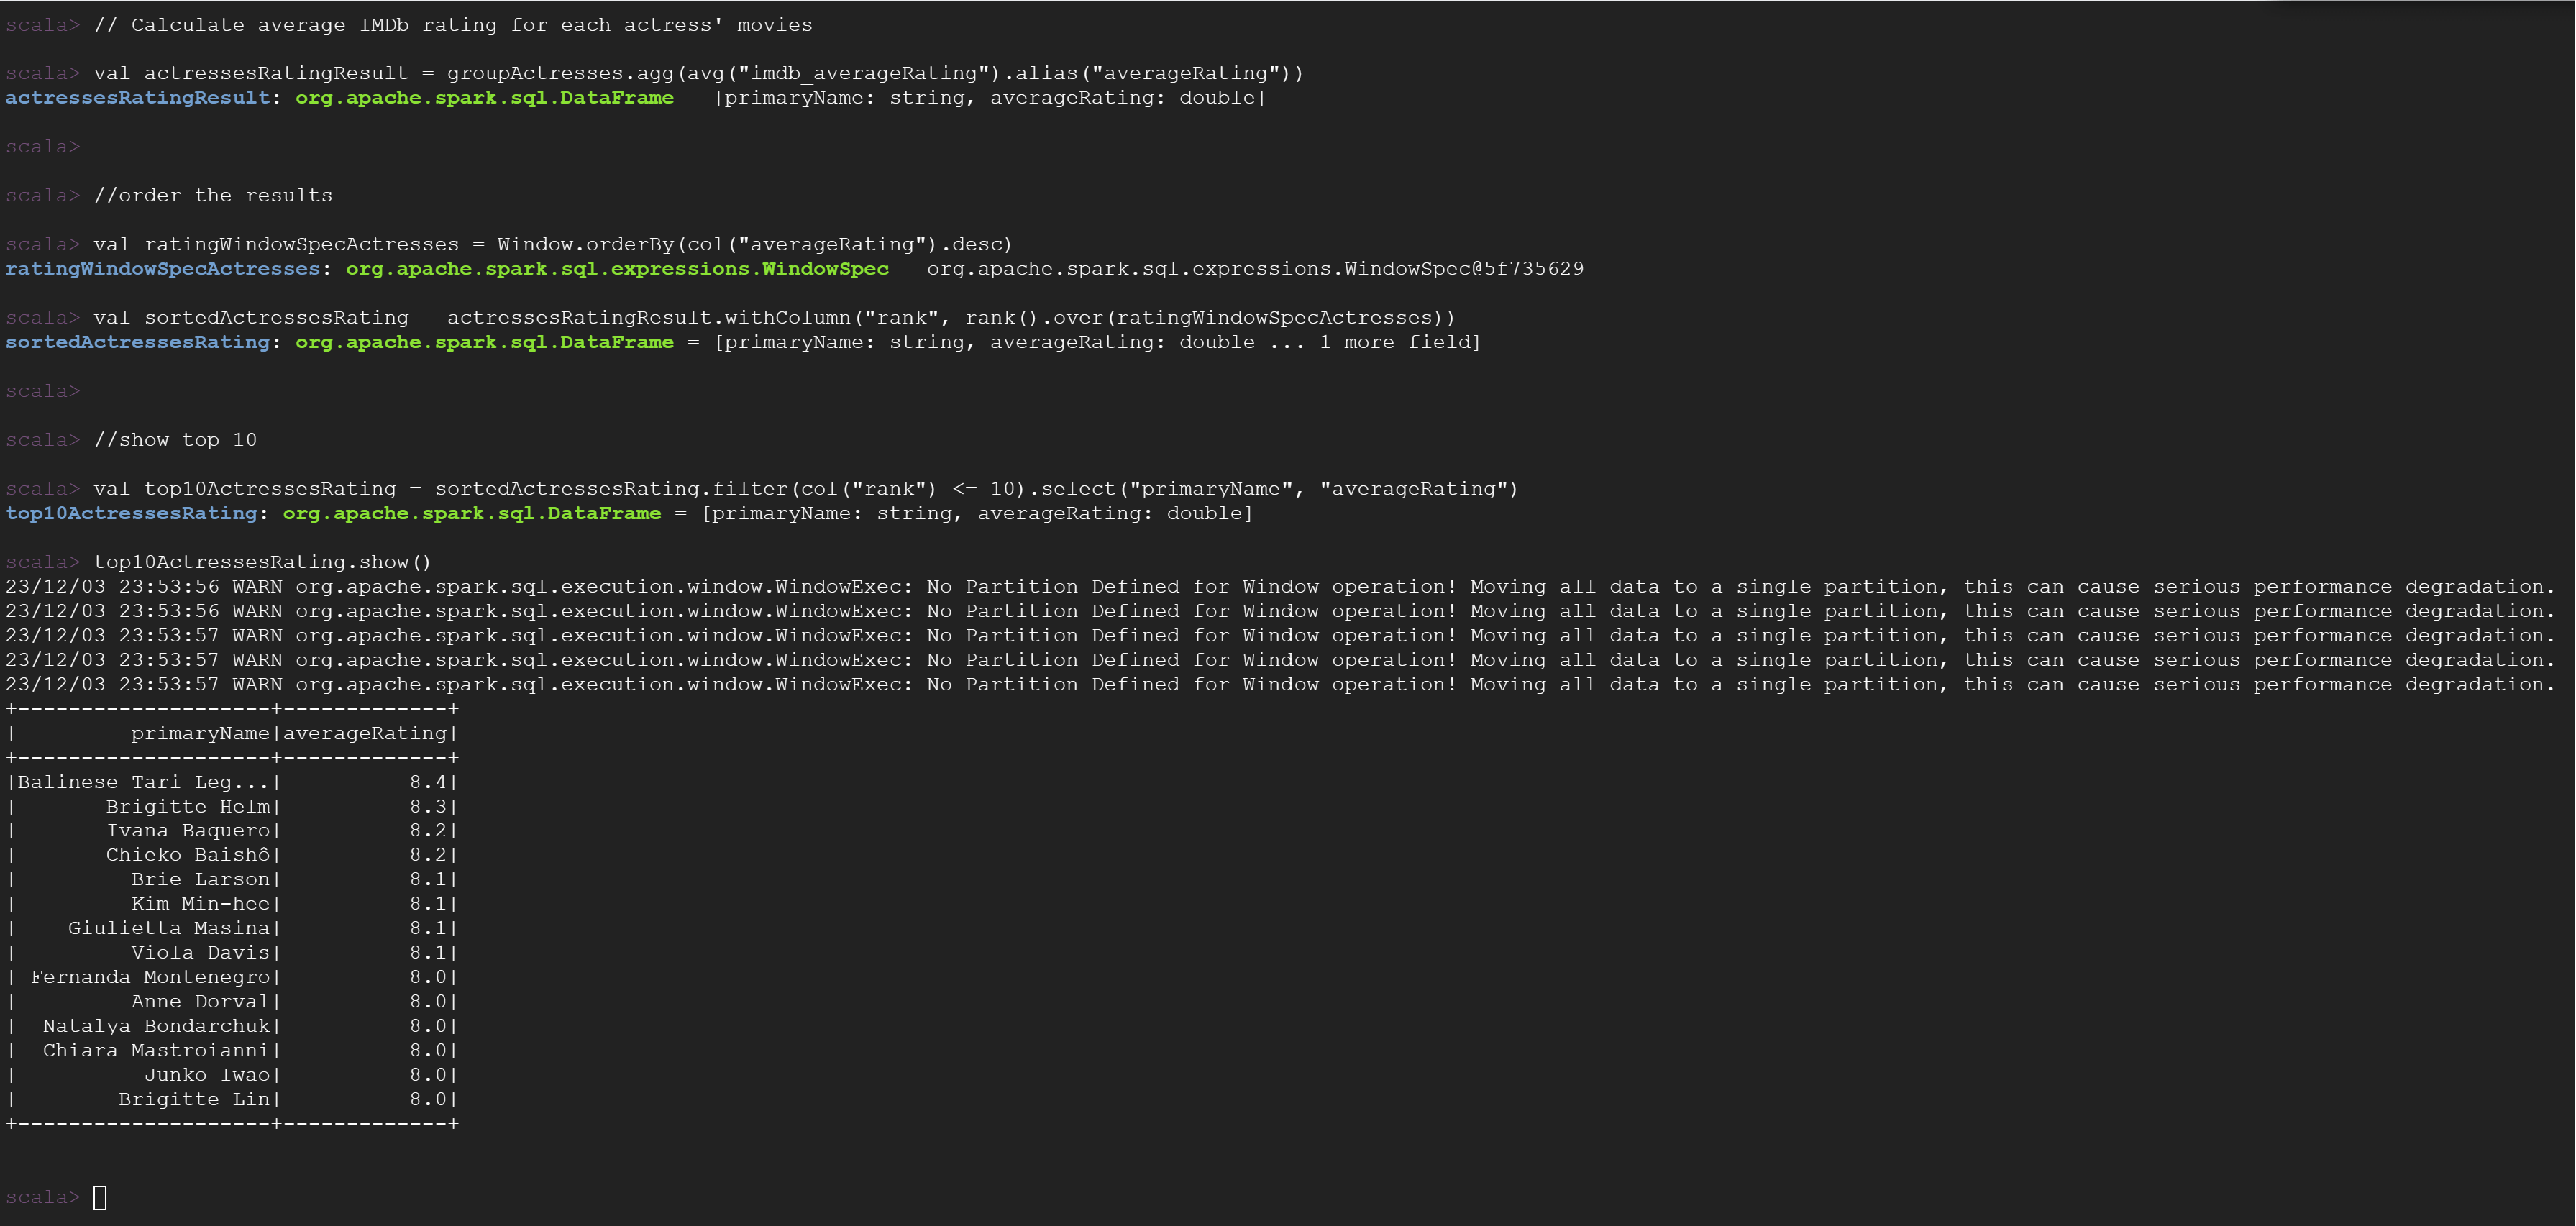 scala> // Calculate average IMDb rating for each actress' movies
scala> val actressesRatingResult = groupActresses.agg(avg("imdb_averageRating").alias("averageRating"))
actressesRatingResult: org.apache.spark.sql.DataFrame = [primaryName: string, averageRating: double]
scala>
scala> //order the results
scala> val ratingWindowSpecActresses = Window.orderBy(col("averageRating").desc)
ratingWindowSpecActresses: org.apache.spark.sql.expressions.WindowSpec = org.apache.spark.sql.expressions.WindowSpec@5f735629
scala> val sortedActressesRating = actressesRatingResult.withColumn("rank", rank().over(ratingWindowSpecActresses))
sortedActressesRating: org.apache.spark.sql.DataFrame = [primaryName: string, averageRating: double ... 1 more field]
scala>
scala> //show top 10
scala> val top10ActressesRating = sortedActressesRating.filter(col("rank") <= 10).select("primaryName", "averageRating")
top10ActressesRating: org.apache.spark.sql.DataFrame = [primaryName: string, averageRating: double]
scala> top10ActressesRating.show()
23/12/03 23:53:56 WARN org.apache.spark.sql.execution.window.WindowExec: No Partition Defined for Window operation! Moving all data to a single partition, this can cause serious performance degradation.
23/12/03 23:53:56 WARN org.apache.spark.sql.execution.window.WindowExec: No Partition Defined for Window operation! Moving all data to a single partition, this can cause serious performance degradation.
23/12/03 23:53:57 WARN org.apache.spark.sql.execution.window.WindowExec: No Partition Defined for Window operation! Moving all data to a single partition, this can cause serious performance degradation.
23/12/03 23:53:57 WARN org.apache.spark.sql.execution.window.WindowExec: No Partition Defined for Window operation! Moving all data to a single partition, this can cause serious performance degradation.
23/12/03 23:53:57 WARN org.apache.spark.sql.execution.window.WindowExec: No Partition Defined for Window operation! Moving all data to a single partition, this can cause serious performance degradation.
+--------------------+-------------+
|         primaryName|averageRating|
+--------------------+-------------+
|Balinese Tari Leg...|          8.4|
|       Brigitte Helm|          8.3|
|       Ivana Baquero|          8.2|
|       Chieko Baishô|          8.2|
|         Brie Larson|          8.1|
|         Kim Min-hee|          8.1|
|    Giulietta Masina|          8.1|
|         Viola Davis|          8.1|
| Fernanda Montenegro|          8.0|
|         Anne Dorval|          8.0|
|  Natalya Bondarchuk|          8.0|
|  Chiara Mastroianni|          8.0|
|          Junko Iwao|          8.0|
|        Brigitte Lin|          8.0|
+--------------------+-------------+
scala>